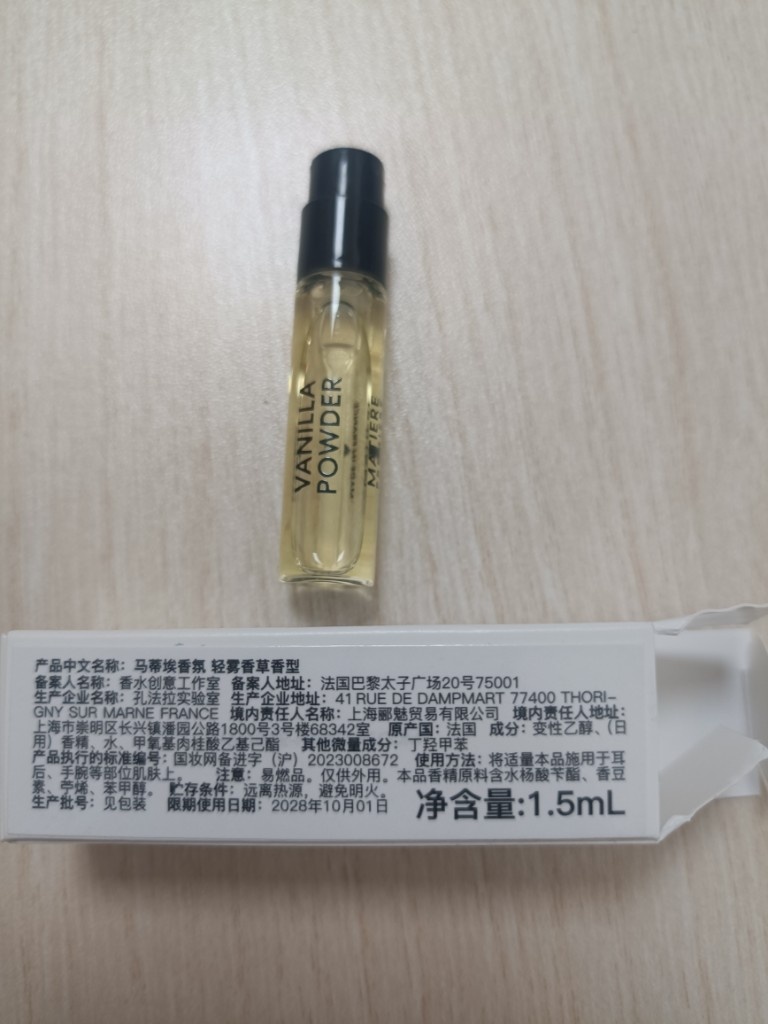 VANILLA
POWDER
MATIERE
产品中文名称：马蒂埃香氛 轻雾香草香型
备案人名称：香水创意工作室 备案人地址：法国巴黎太子广场20号75001
生产企业名称：孔法拉实验室 生产企业地址：41 RUE DE DAMPMART 77400 THORI-
GNY SUR MARNE FRANCE 境内责任人名称：上海郦魅贸易有限公司 境内责任人地址：
上海市崇明区长兴镇潘园公路1800号3号楼68342室 原产国：法国 成分：变性乙醇、(日
用）香精、水、甲氧基肉桂酸乙基己酯 其他微量成分：丁羟甲苯
产品执行的标准编号：国妆网备进字（沪）2023008672 使用方法：将适量本品施用于耳
后、手腕等部位肌肤上。 注意：易燃品。仅供外用。本品香精原料含水杨酸苄酯、香豆
素、苧烯、苯甲醇。 贮存条件：远离热源，避免明火。
生产批号：见包装 限期使用日期：2028年10月01日
净含量:1.5mL